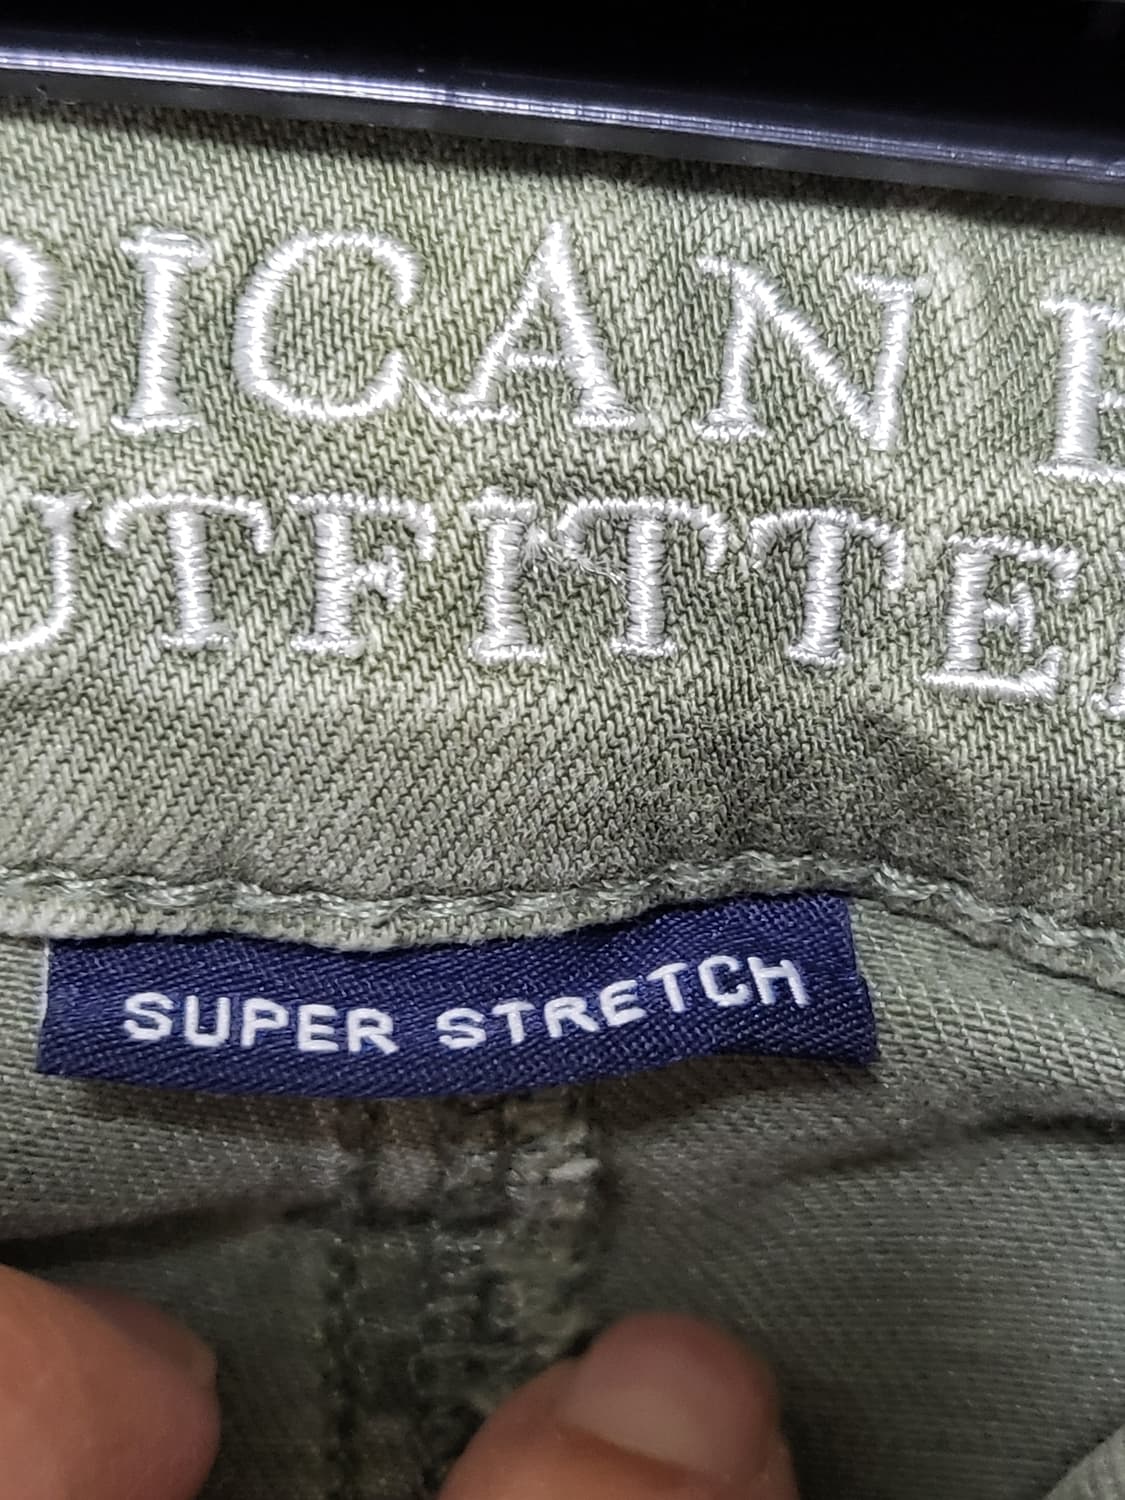 RICAN E
UTFITTE
SUPER STRETCH